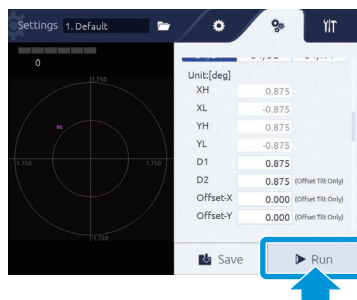 Settings 1. Default
0
1.750
D1
-1.750
1.750
-1.750
Unit:[deg]
XH 0.875
XL -0.875
YH 0.875
YL -0.875
D1 0.875
D2 0.875 (Offset Tilt Only)
Offset-X 0.000 (Offset Tilt Only)
Offset-Y 0.000 (Offset Tilt Only)
Save Run